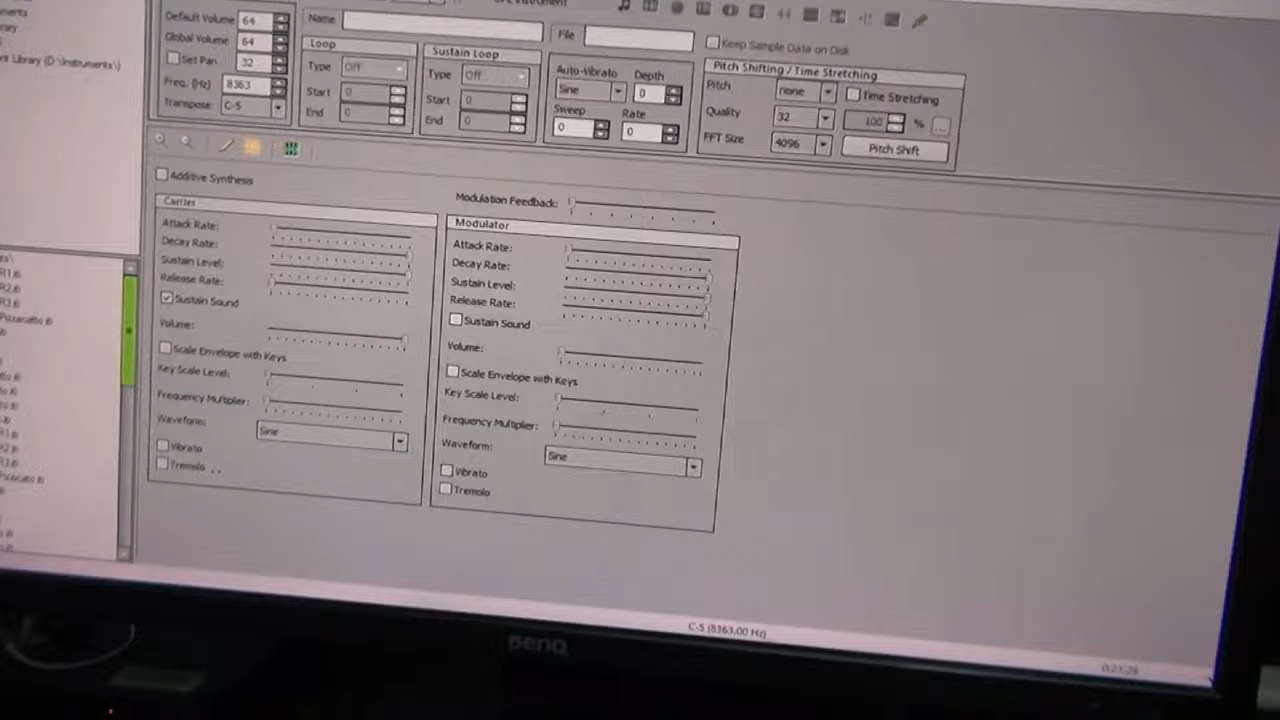 Default Volume 64
Global Volume 64
Set Pan 32
Freq. (Hz) 8363
Transpose C-5
Name
File
Keep Sample Data on Disk
Loop
Type Off
Start 0
End 0
Sustain Loop
Type Off
Start 0
End 0
Auto-Vibrato Depth
Sine 0
Sweep Rate
0 0
Pitch Shifting / Time Stretching
Pitch none Time Stretching
Quality 32 100 % ...
FFT Size 4096 Pitch Shift
Additive Synthesis
Modulation Feedback:
Carrier
Attack Rate:
Decay Rate:
Sustain Level:
Release Rate:
Sustain Sound
Volume:
Scale Envelope with Keys
Key Scale Level:
Frequency Multiplier:
Waveform: Sine
Vibrato
Tremolo
Modulator
Attack Rate:
Decay Rate:
Sustain Level:
Release Rate:
Sustain Sound
Volume:
Scale Envelope with Keys
Key Scale Level:
Frequency Multiplier:
Waveform:
Sine
Vibrato
Tremolo
C-5 (8363.00 Hz)
BenQ